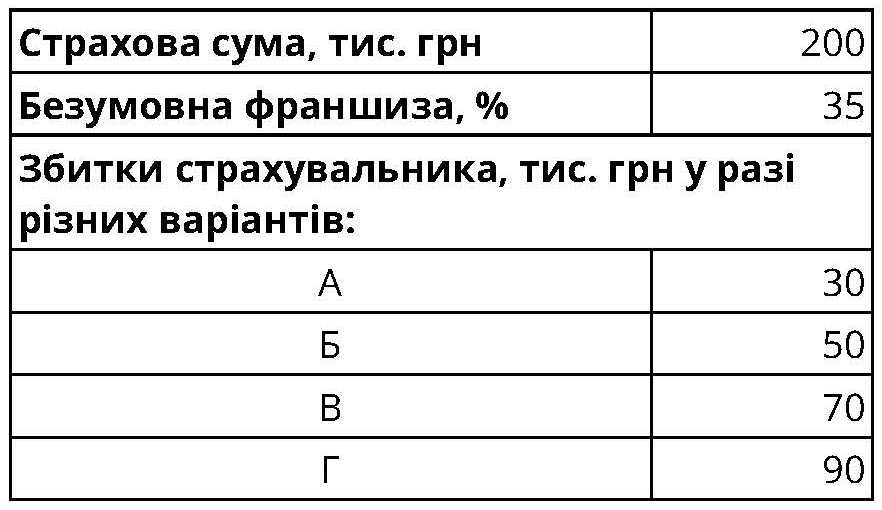 Страхова сума, тис. грн 200
Безумовна франшиза, % 35
Збитки страхувальника, тис. грн у разі
різних варіантів:
А 30
Б 50
В 70
Г 90